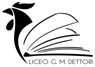 LICEO G. M. DETTORI